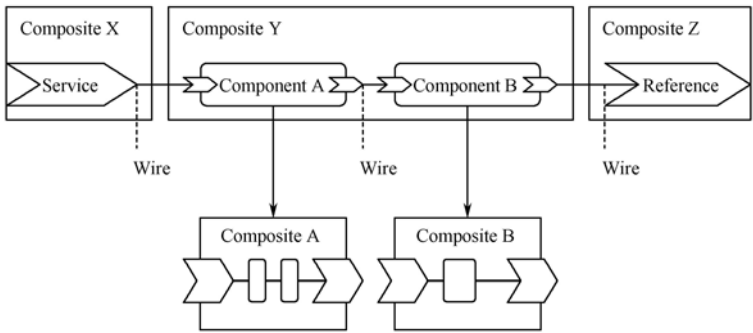 Composite X
Composite Y
Composite Z
Service
Component A
Component B
Reference
Wire
Wire
Wire
Composite A
Composite B